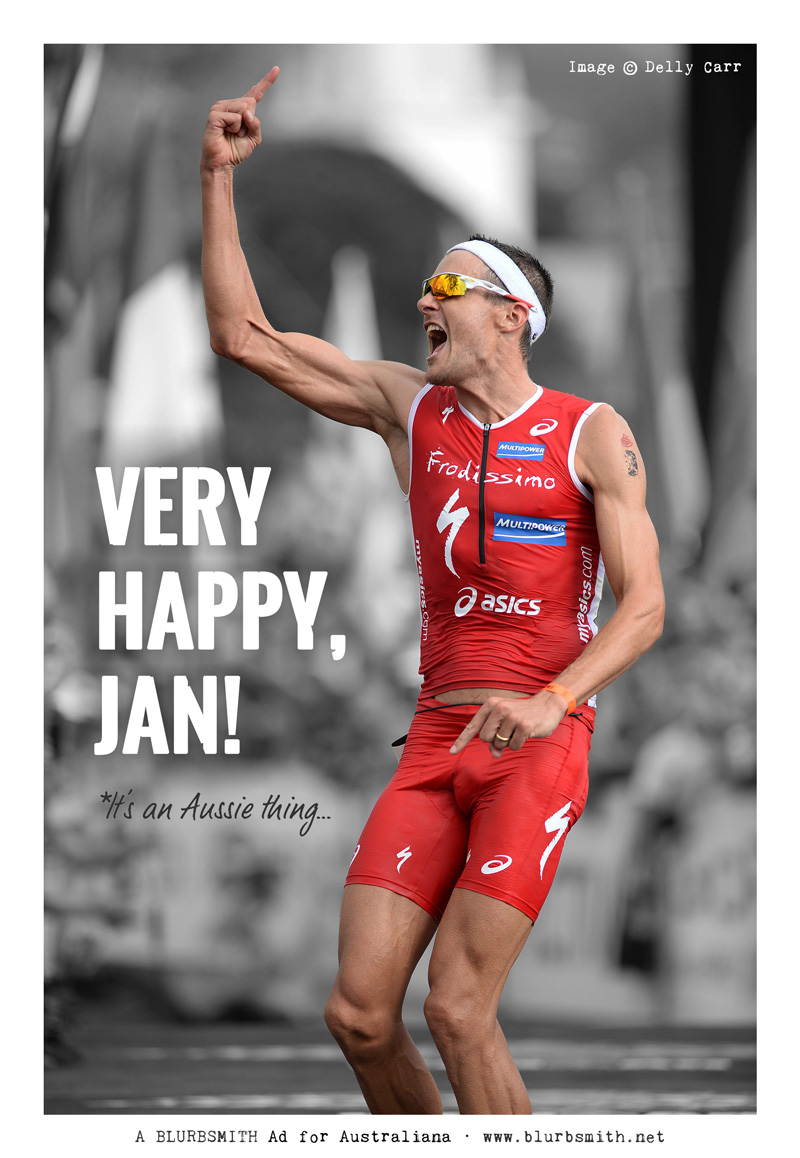 Image © Delly Carr
MULTIPOWER
Frodissimo
MULTIPOWER
asics
myasics.com
myasics.com
VERY
HAPPY,
JAN!
*It's an Aussie thing...
A BLURBSMITH Ad for Australiana · www.blurbsmith.net